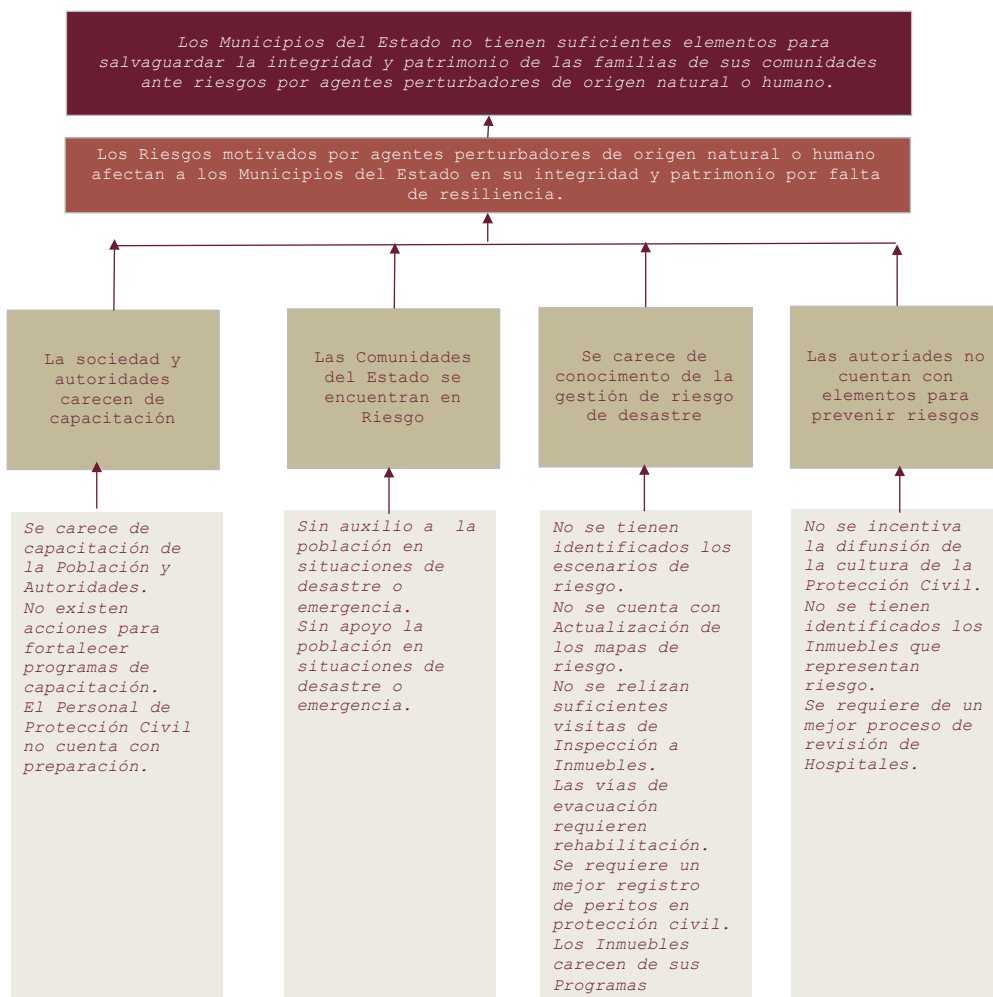 Los Municipios del Estado no tienen suficientes elementos para
salvaguardar la integridad y patrimonio de las familias de sus comunidades
ante riesgos por agentes perturbadores de origen natural o humano.
Los Riesgos motivados por agentes perturbadores de origen natural o humano
afectan a los Municipios del Estado en su integridad y patrimonio por falta
de resiliencia.
La sociedad y
autoridades
carecen de
capacitación
Las Comunidades
del Estado se
encuentran en
Riesgo
Se carece de
conocimento de la
gestión de riesgo
de desastre
Las autoriades no
cuentan con
elementos para
prevenir riesgos
Se carece de
capacitación de
la Población y
Autoridades.
No existen
acciones para
fortalecer
programas de
capacitación.
El Personal de
Protección Civil
no cuenta con
preparación.
Sin auxilio a  la
población en
situaciones de
desastre o
emergencia.
Sin apoyo la
población en
situaciones de
desastre o
emergencia.
No se tienen
identificados los
escenarios de
riesgo.
No se cuenta con
Actualización de
los mapas de
riesgo.
No se relizan
suficientes
visitas de
Inspección a
Inmuebles.
Las vías de
evacuación
requieren
rehabilitación.
Se requiere un
mejor registro
de peritos en
protección civil.
Los Inmuebles
carecen de sus
Programas
No se incentiva
la difunsión de
la cultura de la
Protección Civil.
No se tienen
identificados los
Inmuebles que
representan
riesgo.
Se requiere de un
mejor proceso de
revisión de
Hospitales.